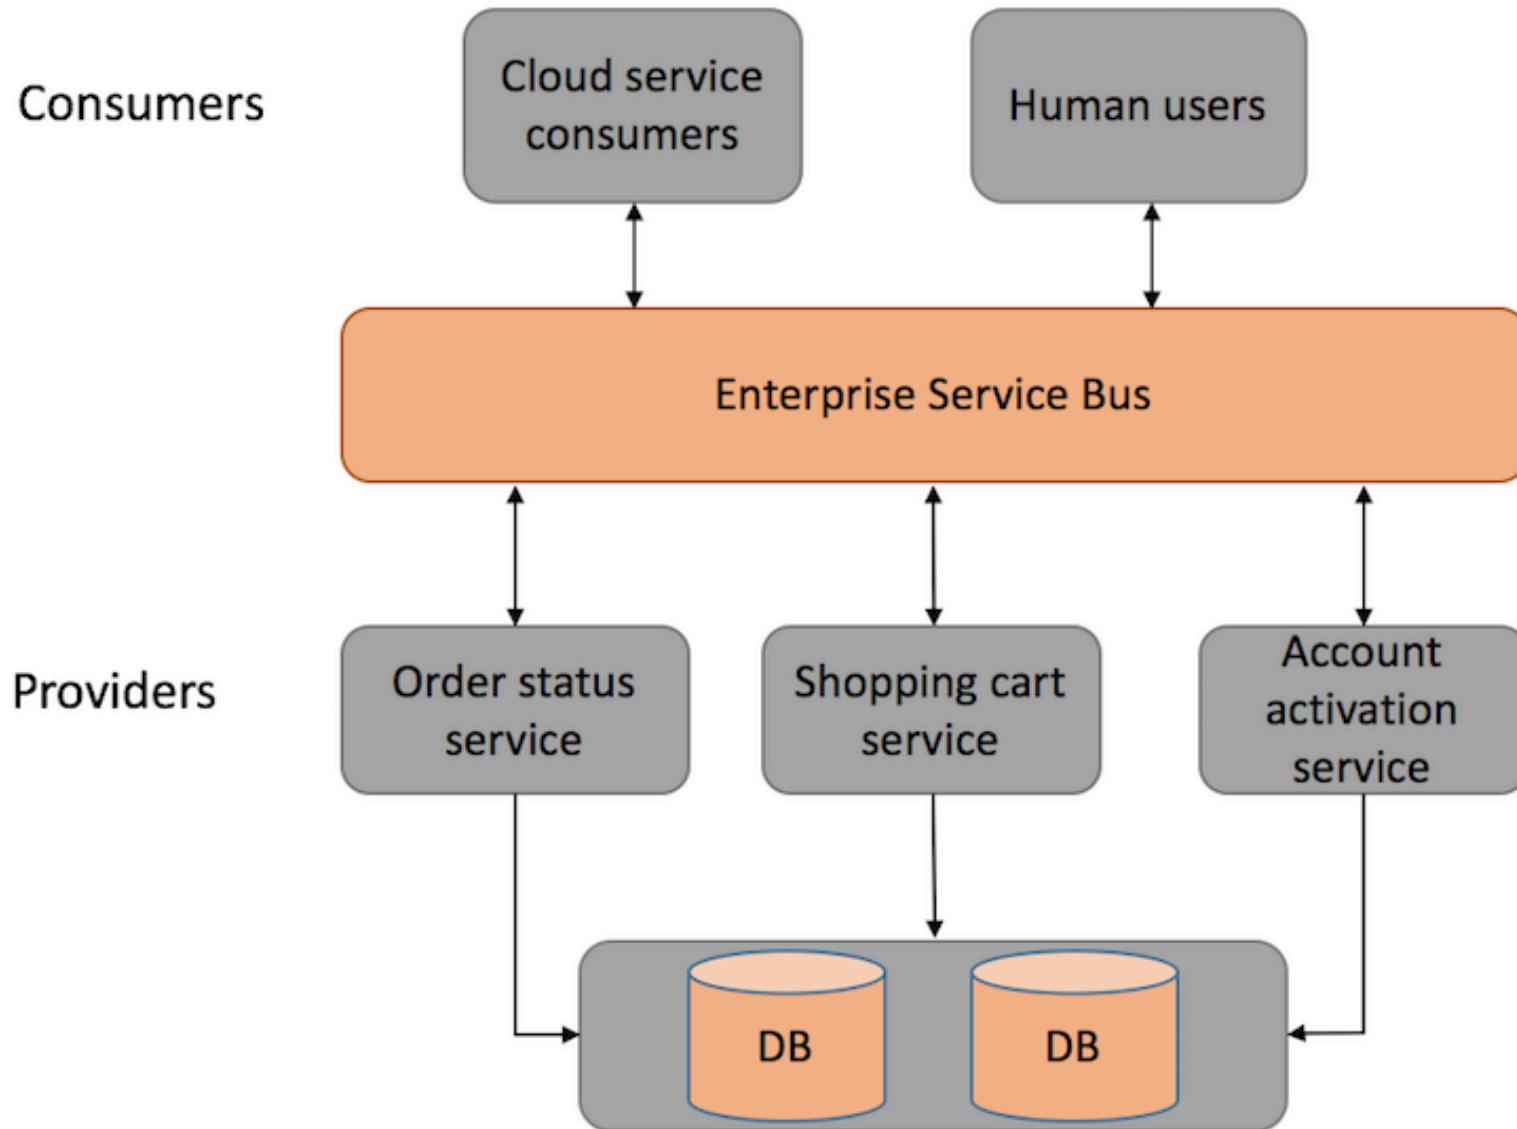 Consumers
Cloud service
consumers
Human users
Enterprise Service Bus
Providers
Order status
service
Shopping cart
service
Account
activation
service
DB
DB